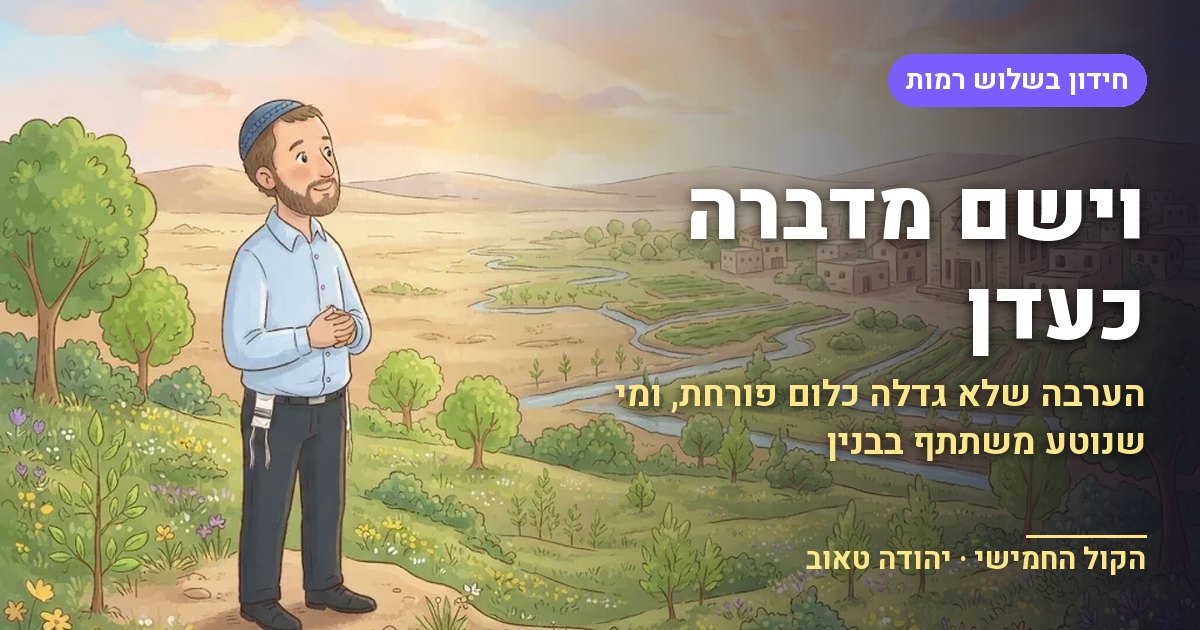 חידון בשלוש רמות
וישם מדברה
כעדן
הערבה שלא גדלה כלום פורחת, ומי
שנוטע משתתף בבנין
הקול החמישי · יהודה טאוב